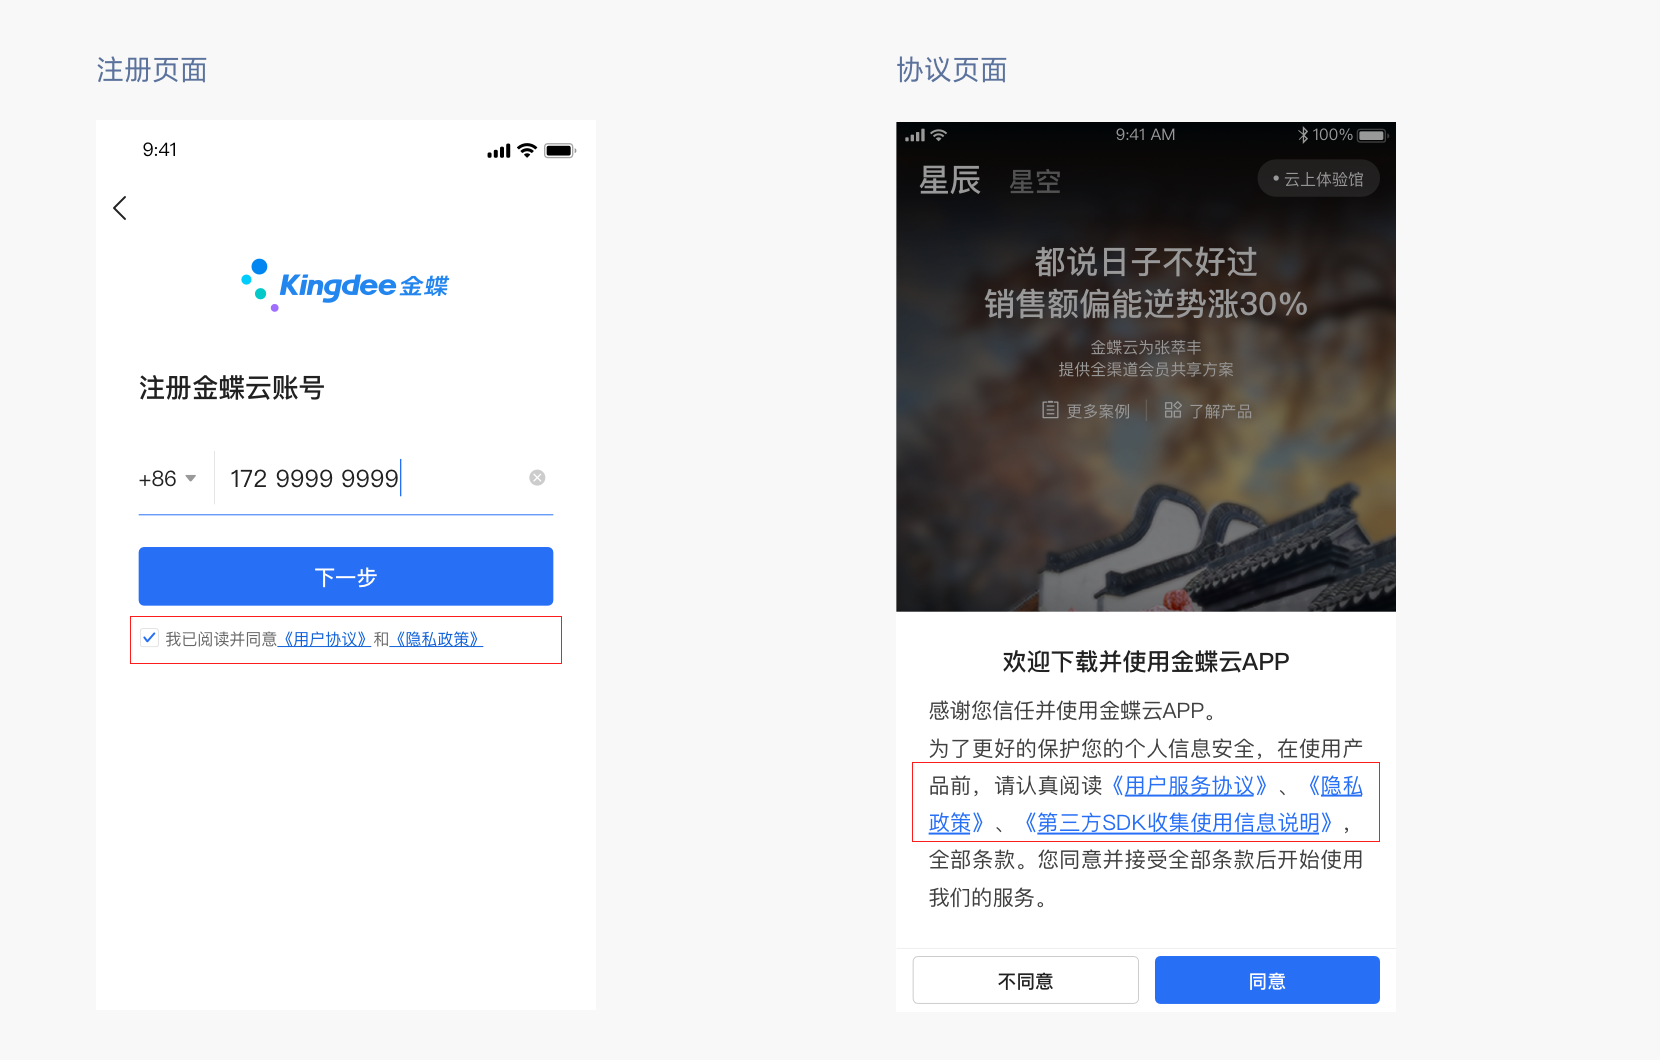 注册页面
9:41
Kingdee金蝶
注册金蝶云账号
+86 172 9999 9999
下一步
我已阅读并同意《用户协议》和《隐私政策》
协议页面
9:41 AM 100%
星辰 星空 云上体验馆
都说日子不好过
销售额偏能逆势涨30%
金蝶云为张萃丰
提供全渠道会员共享方案
更多案例 了解产品
欢迎下载并使用金蝶云APP
感谢您信任并使用金蝶云APP。
为了更好的保护您的个人信息安全，在使用产
品前，请认真阅读《用户服务协议》、《隐私
政策》、《第三方SDK收集使用信息说明》，
全部条款。您同意并接受全部条款后开始使用
我们的服务。
不同意 同意